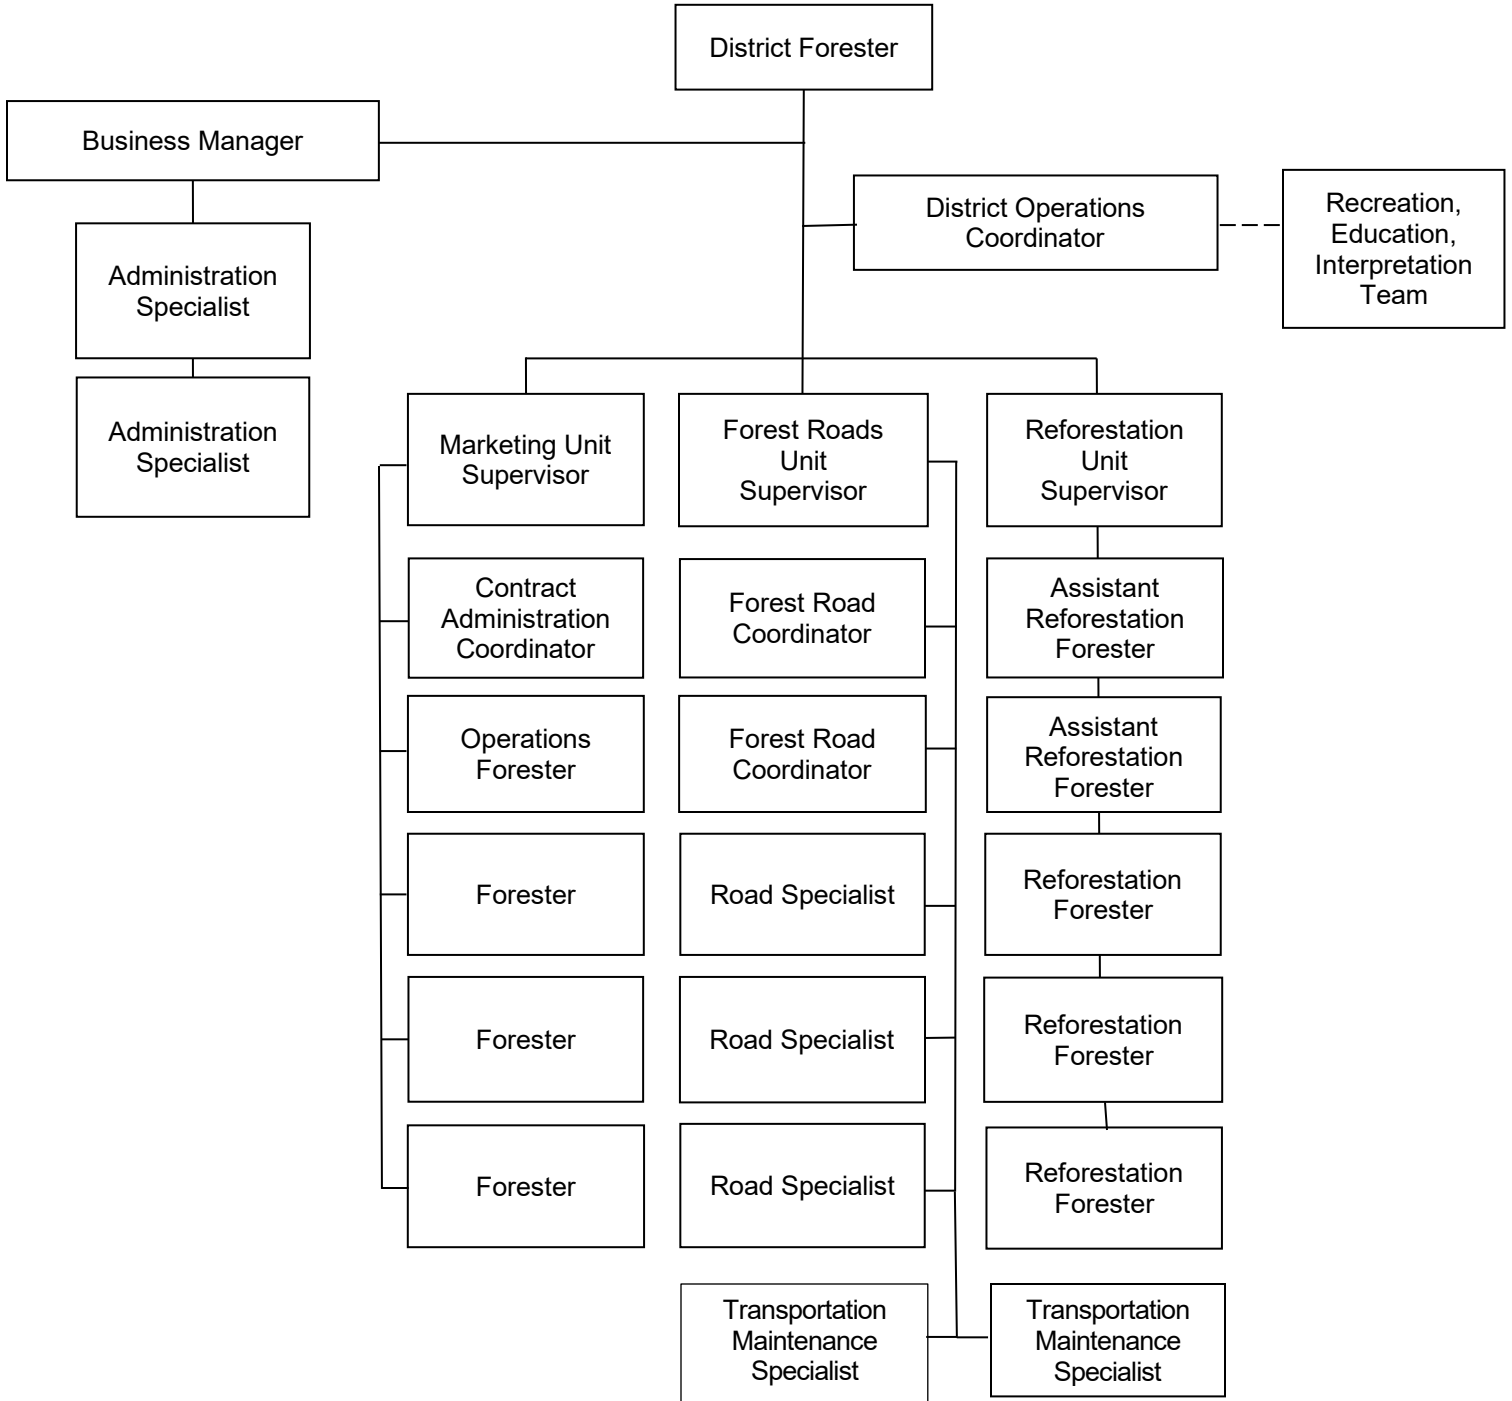 District Forester
Business Manager
District Operations
Coordinator
Recreation,
Education,
Interpretation
Team
Administration
Specialist
Administration
Specialist
Marketing Unit
Supervisor
Forest Roads
Unit
Supervisor
Reforestation
Unit
Supervisor
Contract
Administration
Coordinator
Forest Road
Coordinator
Assistant
Reforestation
Forester
Operations
Forester
Forest Road
Coordinator
Assistant
Reforestation
Forester
Forester
Road Specialist
Reforestation
Forester
Forester
Road Specialist
Reforestation
Forester
Forester
Road Specialist
Reforestation
Forester
Transportation
Maintenance
Specialist
Transportation
Maintenance
Specialist